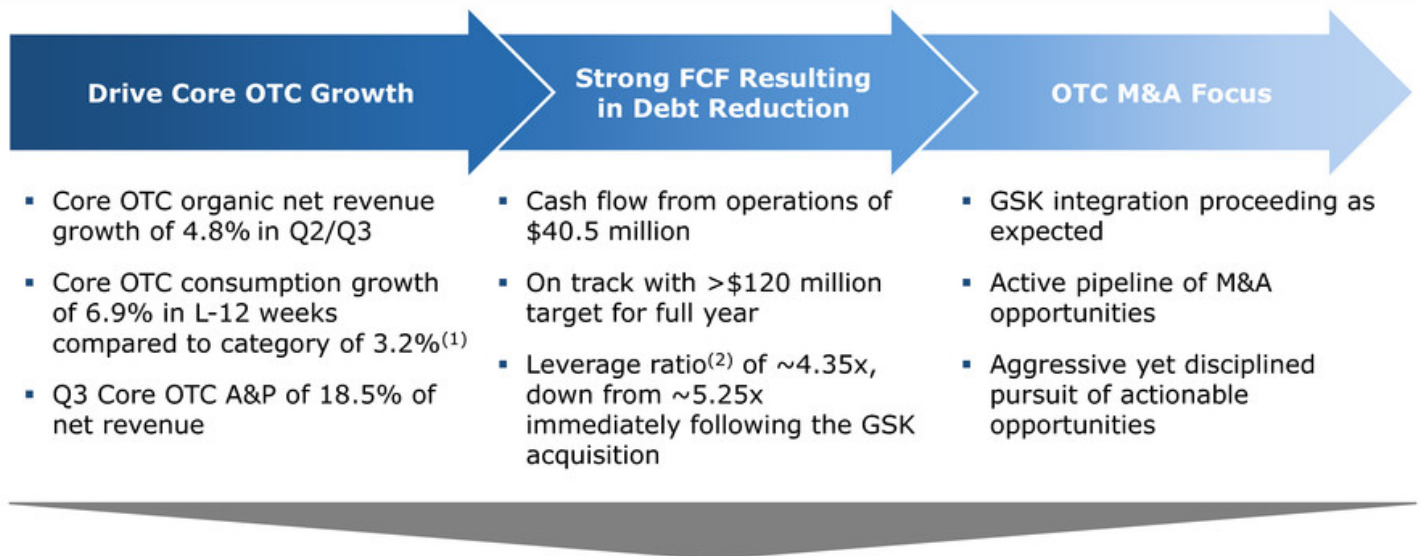 Drive Core OTC Growth
Strong FCF Resulting
in Debt Reduction
OTC M&A Focus
▪ Core OTC organic net revenue
growth of 4.8% in Q2/Q3
▪ Core OTC consumption growth
of 6.9% in L-12 weeks
compared to category of 3.2%(1)
▪ Q3 Core OTC A&P of 18.5% of
net revenue
▪ Cash flow from operations of
$40.5 million
▪ On track with >$120 million
target for full year
▪ Leverage ratio(2) of ~4.35x,
down from ~5.25x
immediately following the GSK
acquisition
▪ GSK integration proceeding as
expected
▪ Active pipeline of M&A
opportunities
▪ Aggressive yet disciplined
pursuit of actionable
opportunities